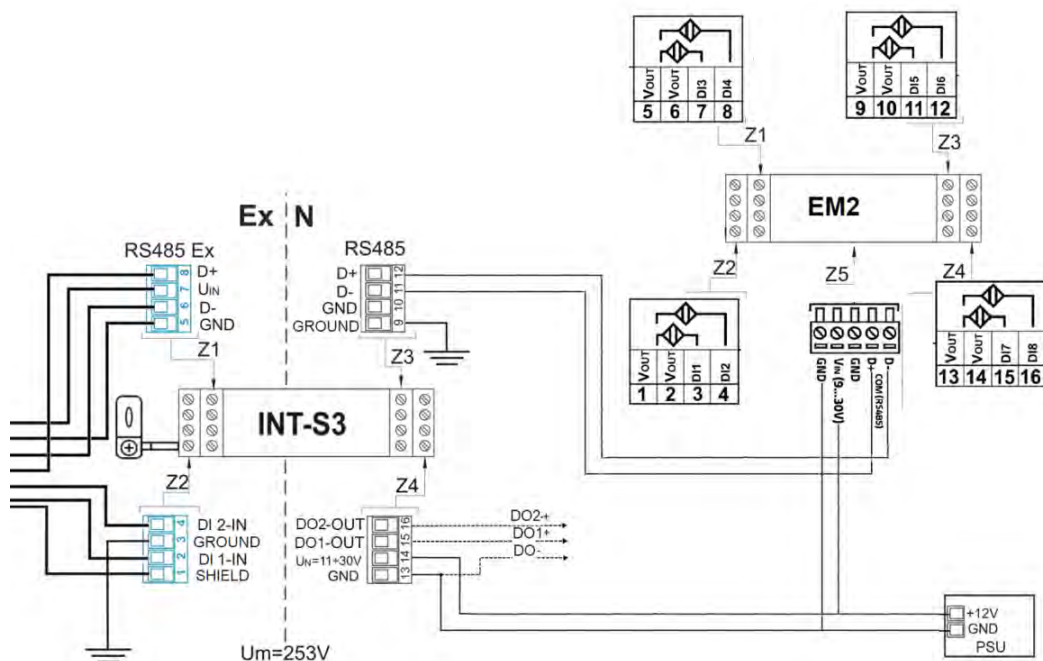 VOUT VOUT DI3 DI4
5 6 7 8
VOUT VOUT DI5 DI6
9 10 11 12
Z1
Z3
EM2
Z2
Z5
Z4
VOUT VOUT DI1 DI2
1 2 3 4
VOUT VOUT DI7 DI8
13 14 15 16
GND
VIN (9...30V)
GND
D+
D-
COM (RS485)
Ex N
RS485 Ex
D+ 8
UIN 7
D- 6
GND 5
RS485
D+ 12
D- 11
GND 10
GROUND 9
Z1
Z3
INT-S3
Z2
Z4
4 DI 2-IN
3 GROUND
2 DI 1-IN
1 SHIELD
DO2-OUT 16
DO1-OUT 15
UN=11÷30V 14
GND 13
DO2-+
DO1+
DO-
+12V
GND
PSU
Um=253V